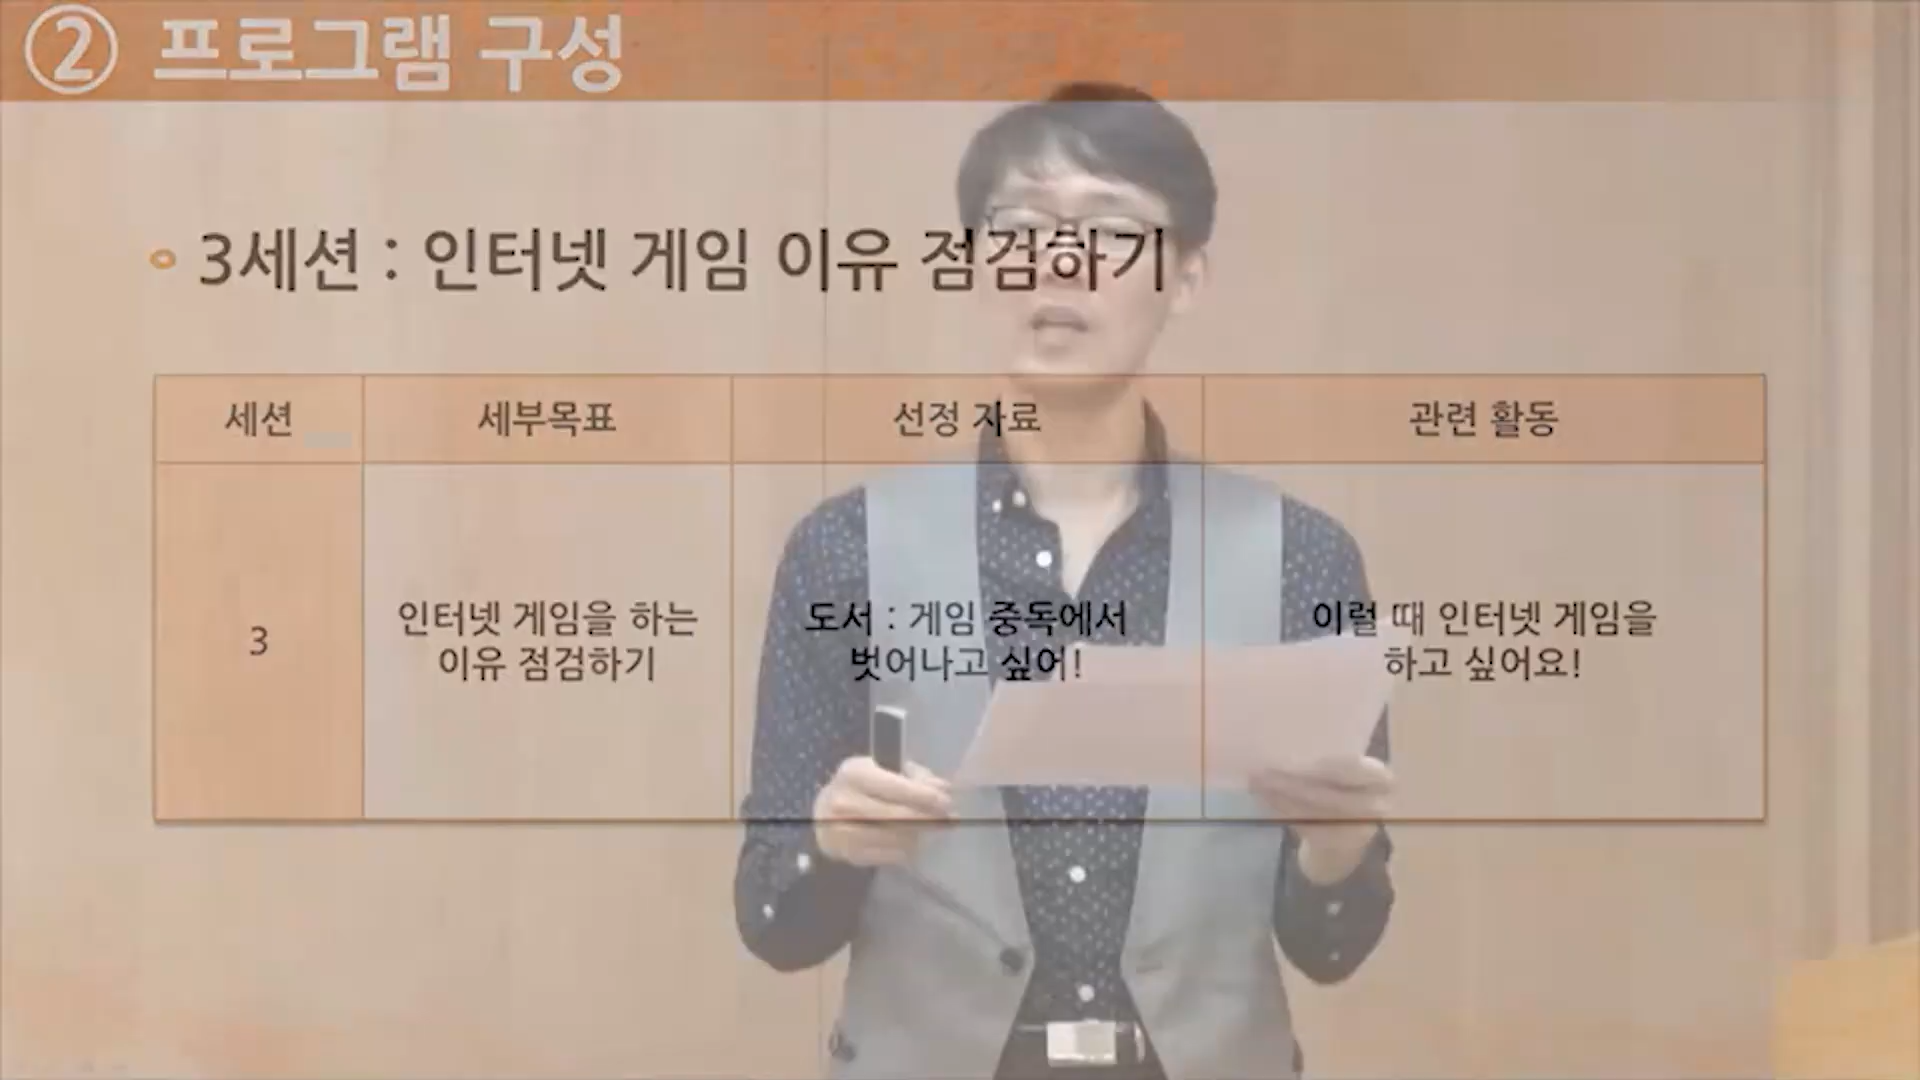 ② 프로그램 구성
3세션 : 인터넷 게임 이유 점검하기
세션 세부목표 선정 자료 관련 활동
3
인터넷 게임을 하는
이유 점검하기
도서 : 게임 중독에서
벗어나고 싶어!
이럴 때 인터넷 게임을
하고 싶어요!